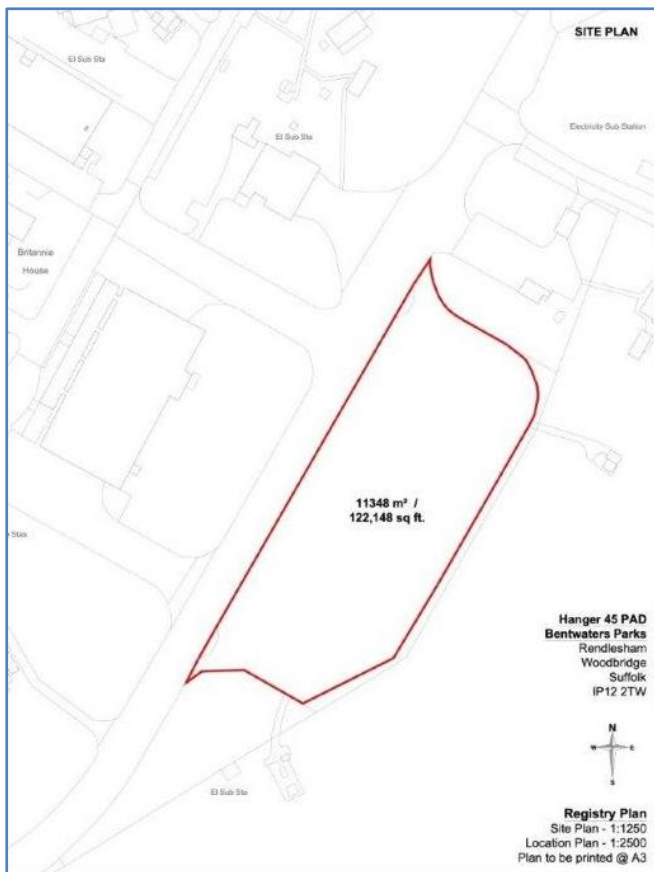 SITE PLAN
El Sub Sta
Electricity Sub Station
El Sub Sta
Britannia
House
11348 m² /
122,148 sq ft.
Stas
Hanger 45 PAD
Bentwaters Parks
Rendlesham
Woodbridge
Suffolk
IP12 2TW
N
W E
S
El Sub Sta
Registry Plan
Site Plan - 1:1250
Location Plan - 1:2500
Plan to be printed @ A3